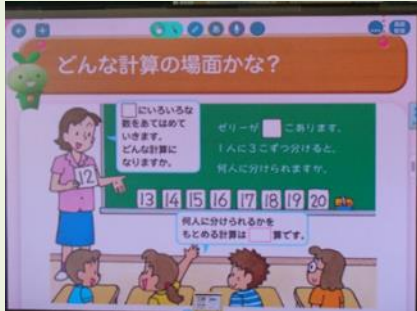 どんな計算の場面かな？
□にいろいろな
数をあてはめて
いきます。
どんな計算に
なりますか。
ゼリーが□こあります。
1人に3こずつ分けると、
何人に分けられますか。
12
13 14 15 16 17 18 19 20
何人に分けられるかを
もとめる計算は□算です。